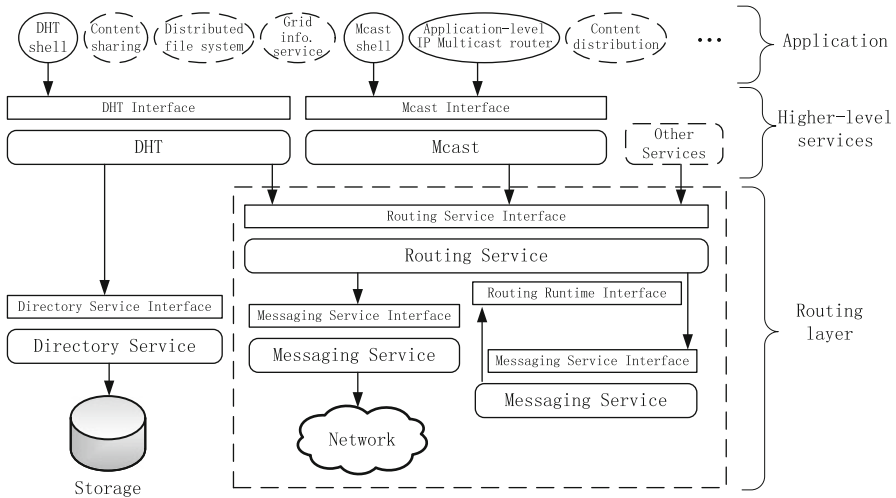 DHT
shell
Content
sharing
Distributed
file system
Grid
info.
service
Mcast
shell
Application-level
IP Multicast router
Content
distribution
...
Application
DHT Interface
Mcast Interface
Higher-level
services
DHT
Mcast
Other
Services
Routing Service Interface
Routing Service
Directory Service Interface
Messaging Service Interface
Routing Runtime Interface
Routing
layer
Directory Service
Messaging Service
Messaging Service Interface
Messaging Service
Network
Storage